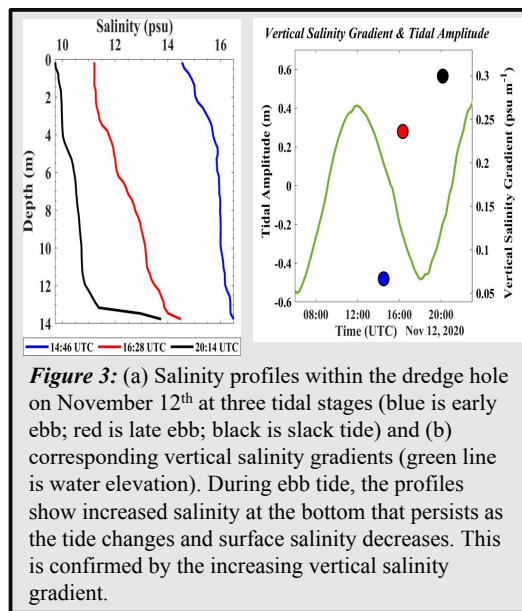 Salinity (psu)
10 12 14 16
0
2
4
6
8
10
12
14
Depth (m)
14:46 UTC 16:28 UTC 20:14 UTC
Vertical Salinity Gradient & Tidal Amplitude
0.6
0.4
0.2
0
-0.2
-0.4
-0.6
Tidal Amplitude (m)
0.3
0.25
0.2
0.15
0.1
0.05
Vertical Salinity Gradient (psu m⁻¹)
08:00 12:00 16:00 20:00
Time (UTC) Nov 12, 2020
Figure 3: (a) Salinity profiles within the dredge hole
on November 12th at three tidal stages (blue is early
ebb; red is late ebb; black is slack tide) and (b)
corresponding vertical salinity gradients (green line
is water elevation). During ebb tide, the profiles
show increased salinity at the bottom that persists as
the tide changes and surface salinity decreases. This
is confirmed by the increasing vertical salinity
gradient.